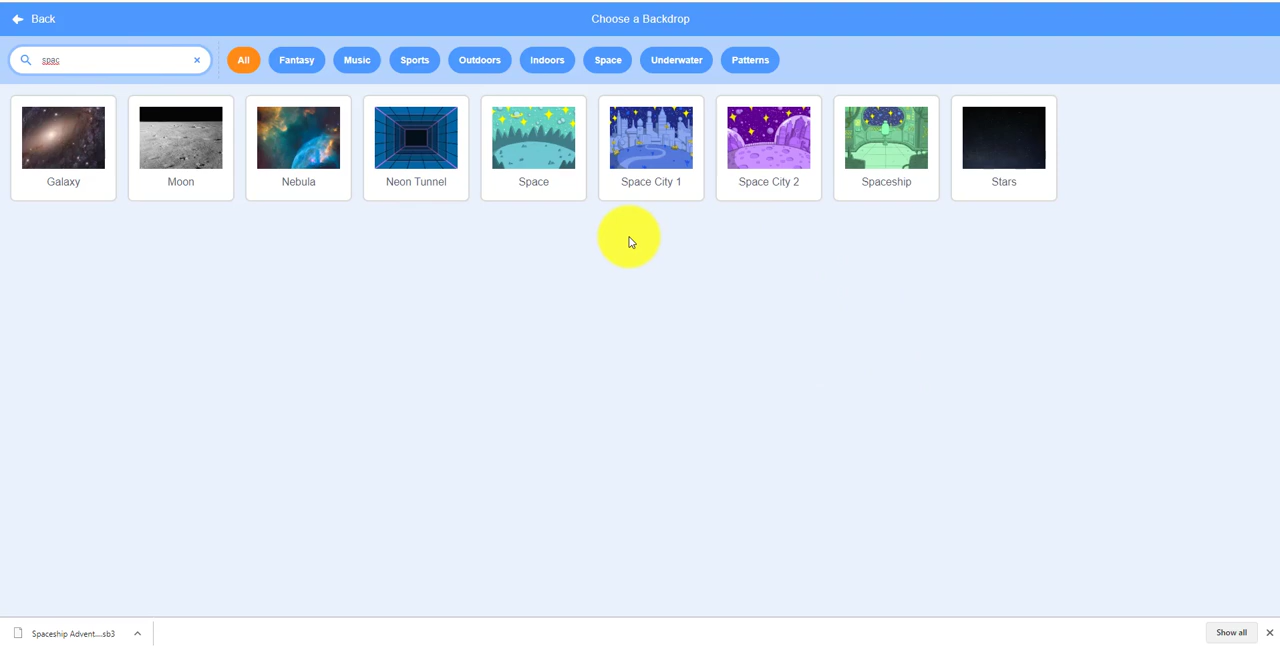 Back
Choose a Backdrop
spac
All
Fantasy
Music
Sports
Outdoors
Indoors
Space
Underwater
Patterns
Galaxy
Moon
Nebula
Neon Tunnel
Space
Space City 1
Space City 2
Spaceship
Stars
Spaceship Advent....sb3
Show all